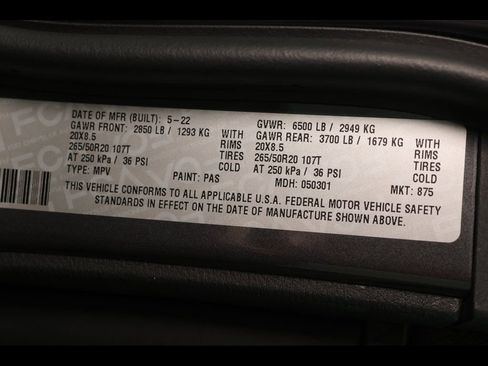 DATE OF MFR (BUILT): 5-22 GVWR: 6500 LB / 2949 KG
GAWR FRONT: 2850 LB / 1293 KG WITH GAWR REAR: 3700 LB / 1679 KG WITH
20X8.5 RIMS 20X8.5 RIMS
265/50R20 107T TIRES 265/50R20 107T TIRES
AT 250 kPa / 36 PSI COLD AT 250 kPa / 36 PSI COLD
TYPE: MPV PAINT: PAS MDH: 050301 MKT: 875
THIS VEHICLE CONFORMS TO ALL APPLICABLE U.S.A. FEDERAL MOTOR VEHICLE SAFETY
STANDARDS IN EFFECT ON THE DATE OF MANUFACTURE SHOWN ABOVE.